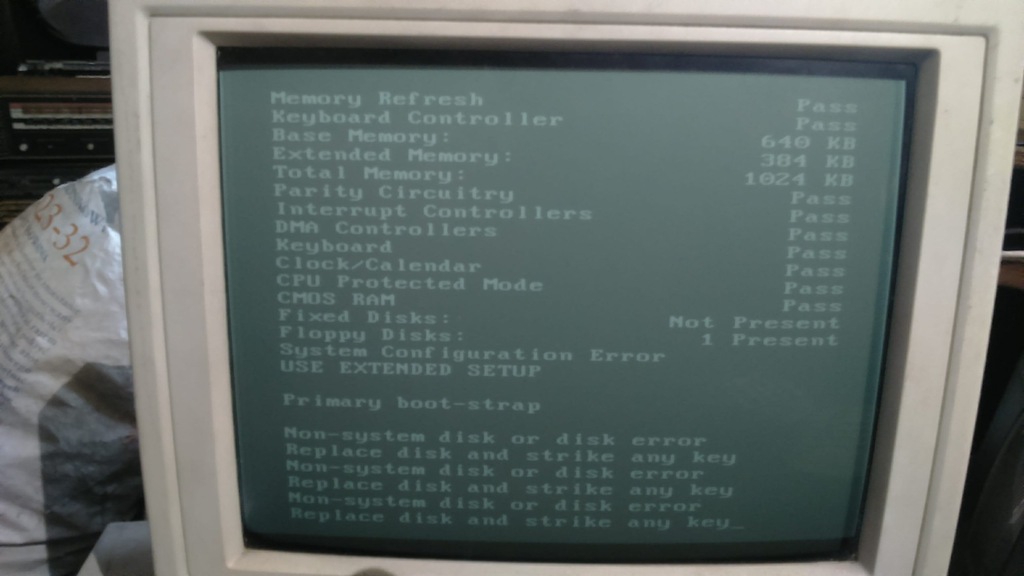 Memory Refresh Pass
Keyboard Controller Pass
Base Memory: 640 KB
Extended Memory: 384 KB
Total Memory: 1024 KB
Parity Circuitry Pass
Interrupt Controllers Pass
DMA Controllers Pass
Keyboard Pass
Clock/Calendar Pass
CPU Protected Mode Pass
CMOS RAM Pass
Fixed Disks: Not Present
Floppy Disks: 1 Present
System Configuration Error
USE EXTENDED SETUP
Primary boot-strap
Non-system disk or disk error
Replace disk and strike any key
Non-system disk or disk error
Replace disk and strike any key
Non-system disk or disk error
Replace disk and strike any key_
23-32